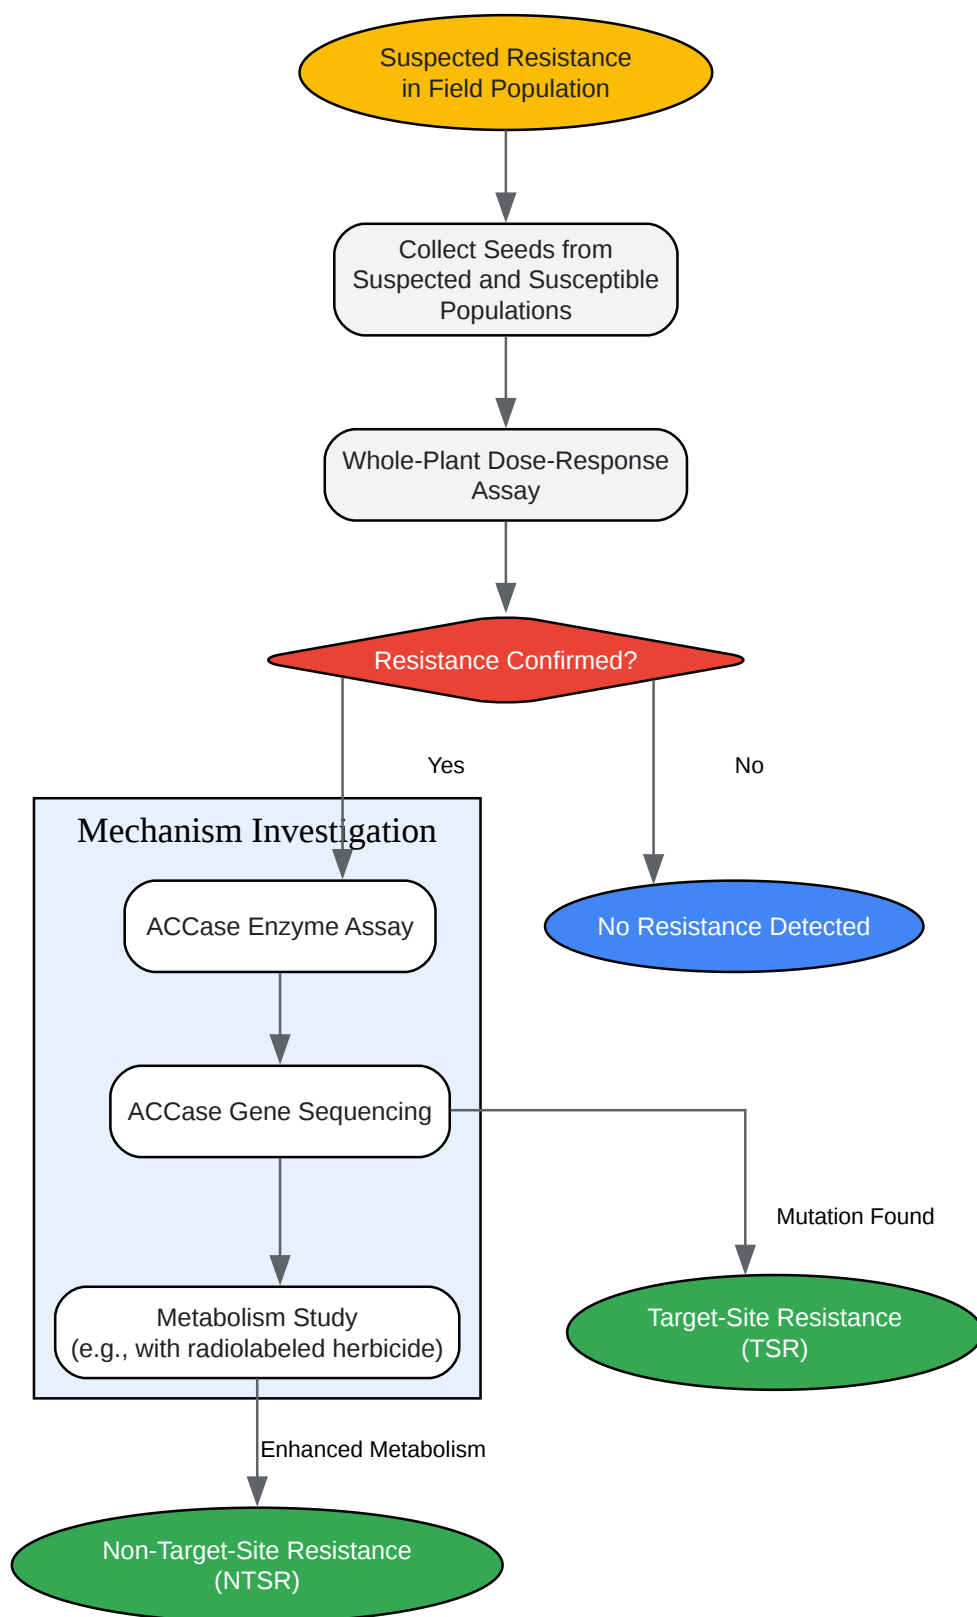 Suspected Resistance
in Field Population
Collect Seeds from
Suspected and Susceptible
Populations
Whole-Plant Dose-Response
Assay
Resistance Confirmed?
Yes
No
Mechanism Investigation
ACCase Enzyme Assay
No Resistance Detected
ACCase Gene Sequencing
Mutation Found
Metabolism Study
(e.g., with radiolabeled herbicide)
Target-Site Resistance
(TSR)
Enhanced Metabolism
Non-Target-Site Resistance
(NTSR)